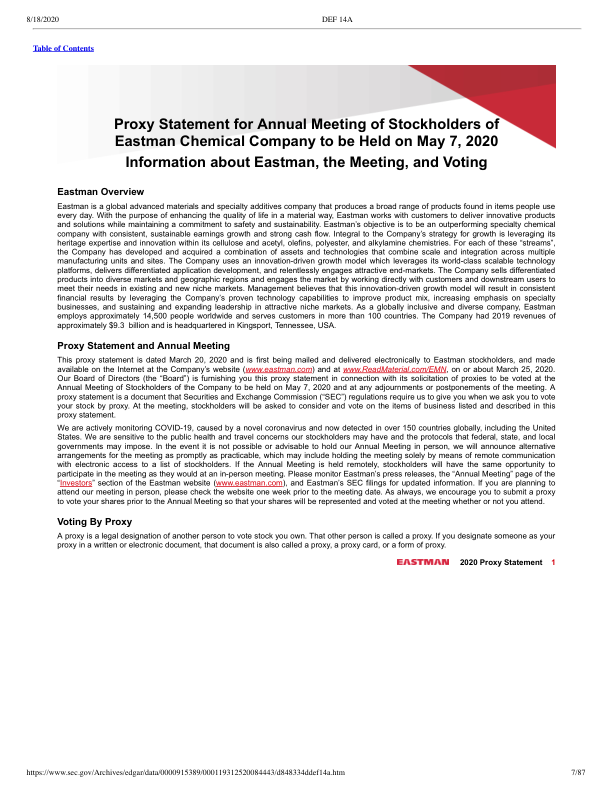 8/18/2020
DEF 14A
Table of Contents
Proxy Statement for Annual Meeting of Stockholders of
Eastman Chemical Company to be Held on May 7, 2020
Information about Eastman, the Meeting, and Voting
Eastman Overview
Eastman is a global advanced materials and specialty additives company that produces a broad range of products found in items people use
every day. With the purpose of enhancing the quality of life in a material way, Eastman works with customers to deliver innovative products
and solutions while maintaining a commitment to safety and sustainability. Eastman's objective is to be an outperforming specialty chemical
company with consistent, sustainable earnings growth and strong cash flow. Integral to the Company's strategy for growth is leveraging its
heritage expertise and innovation within its cellulose and acetyl, olefins, polyester, and alkylamine chemistries. For each of these “streams”,
the Company has developed and acquired a combination of assets and technologies that combine scale and integration across multiple
manufacturing units and sites. The Company uses an innovation-driven growth model which leverages its world-class scalable technology
platforms, delivers differentiated application development, and relentlessly engages attractive end-markets. The Company sells differentiated
products into diverse markets and geographic regions and engages the market by working directly with customers and downstream users to
meet their needs in existing and new niche markets. Management believes that this innovation-driven growth model will result in consistent
financial results by leveraging the Company's proven technology capabilities to improve product mix, increasing emphasis on specialty
businesses, and sustaining and expanding leadership in attractive niche markets. As a globally inclusive and diverse company, Eastman
employs approximately 14,500 people worldwide and serves customers in more than 100 countries. The Company had 2019 revenues of
approximately $9.3 billion and is headquartered in Kingsport, Tennessee, USA.
Proxy Statement and Annual Meeting
This proxy statement is dated March 20, 2020 and is first being mailed and delivered electronically to Eastman stockholders, and made
available on the Internet at the Company's website (www.eastman.com) and at www.ReadMaterial.com/EMN, on or about March 25, 2020.
Our Board of Directors (the “Board”) is furnishing you this proxy statement in connection with its solicitation of proxies to be voted at the
Annual Meeting of Stockholders of the Company to be held on May 7, 2020 and at any adjournments or postponements of the meeting. A
proxy statement is a document that Securities and Exchange Commission (“SEC”) regulations require us to give you when we ask you to vote
your stock by proxy. At the meeting, stockholders will be asked to consider and vote on the items of business listed and described in this
proxy statement.
We are actively monitoring COVID-19, caused by a novel coronavirus and now detected in over 150 countries globally, including the United
States. We are sensitive to the public health and travel concerns our stockholders may have and the protocols that federal, state, and local
governments may impose. In the event it is not possible or advisable to hold our Annual Meeting in person, we will announce alternative
arrangements for the meeting as promptly as practicable, which may include holding the meeting solely by means of remote communication
with electronic access to a list of stockholders. If the Annual Meeting is held remotely, stockholders will have the same opportunity to
participate in the meeting as they would at an in-person meeting. Please monitor Eastman's press releases, the “Annual Meeting” page of the
“Investors” section of the Eastman website (www.eastman.com), and Eastman's SEC filings for updated information. If you are planning to
attend our meeting in person, please check the website one week prior to the meeting date. As always, we encourage you to submit a proxy
to vote your shares prior to the Annual Meeting so that your shares will be represented and voted at the meeting whether or not you attend.
Voting By Proxy
A proxy is a legal designation of another person to vote stock you own. That other person is called a proxy. If you designate someone as your
proxy in a written or electronic document, that document is also called a proxy, a proxy card, or a form of proxy.
EASTMAN 2020 Proxy Statement 1
https://www.sec.gov/Archives/edgar/data/0000915389/000119312520084443/d848334ddef14a.htm
7/87